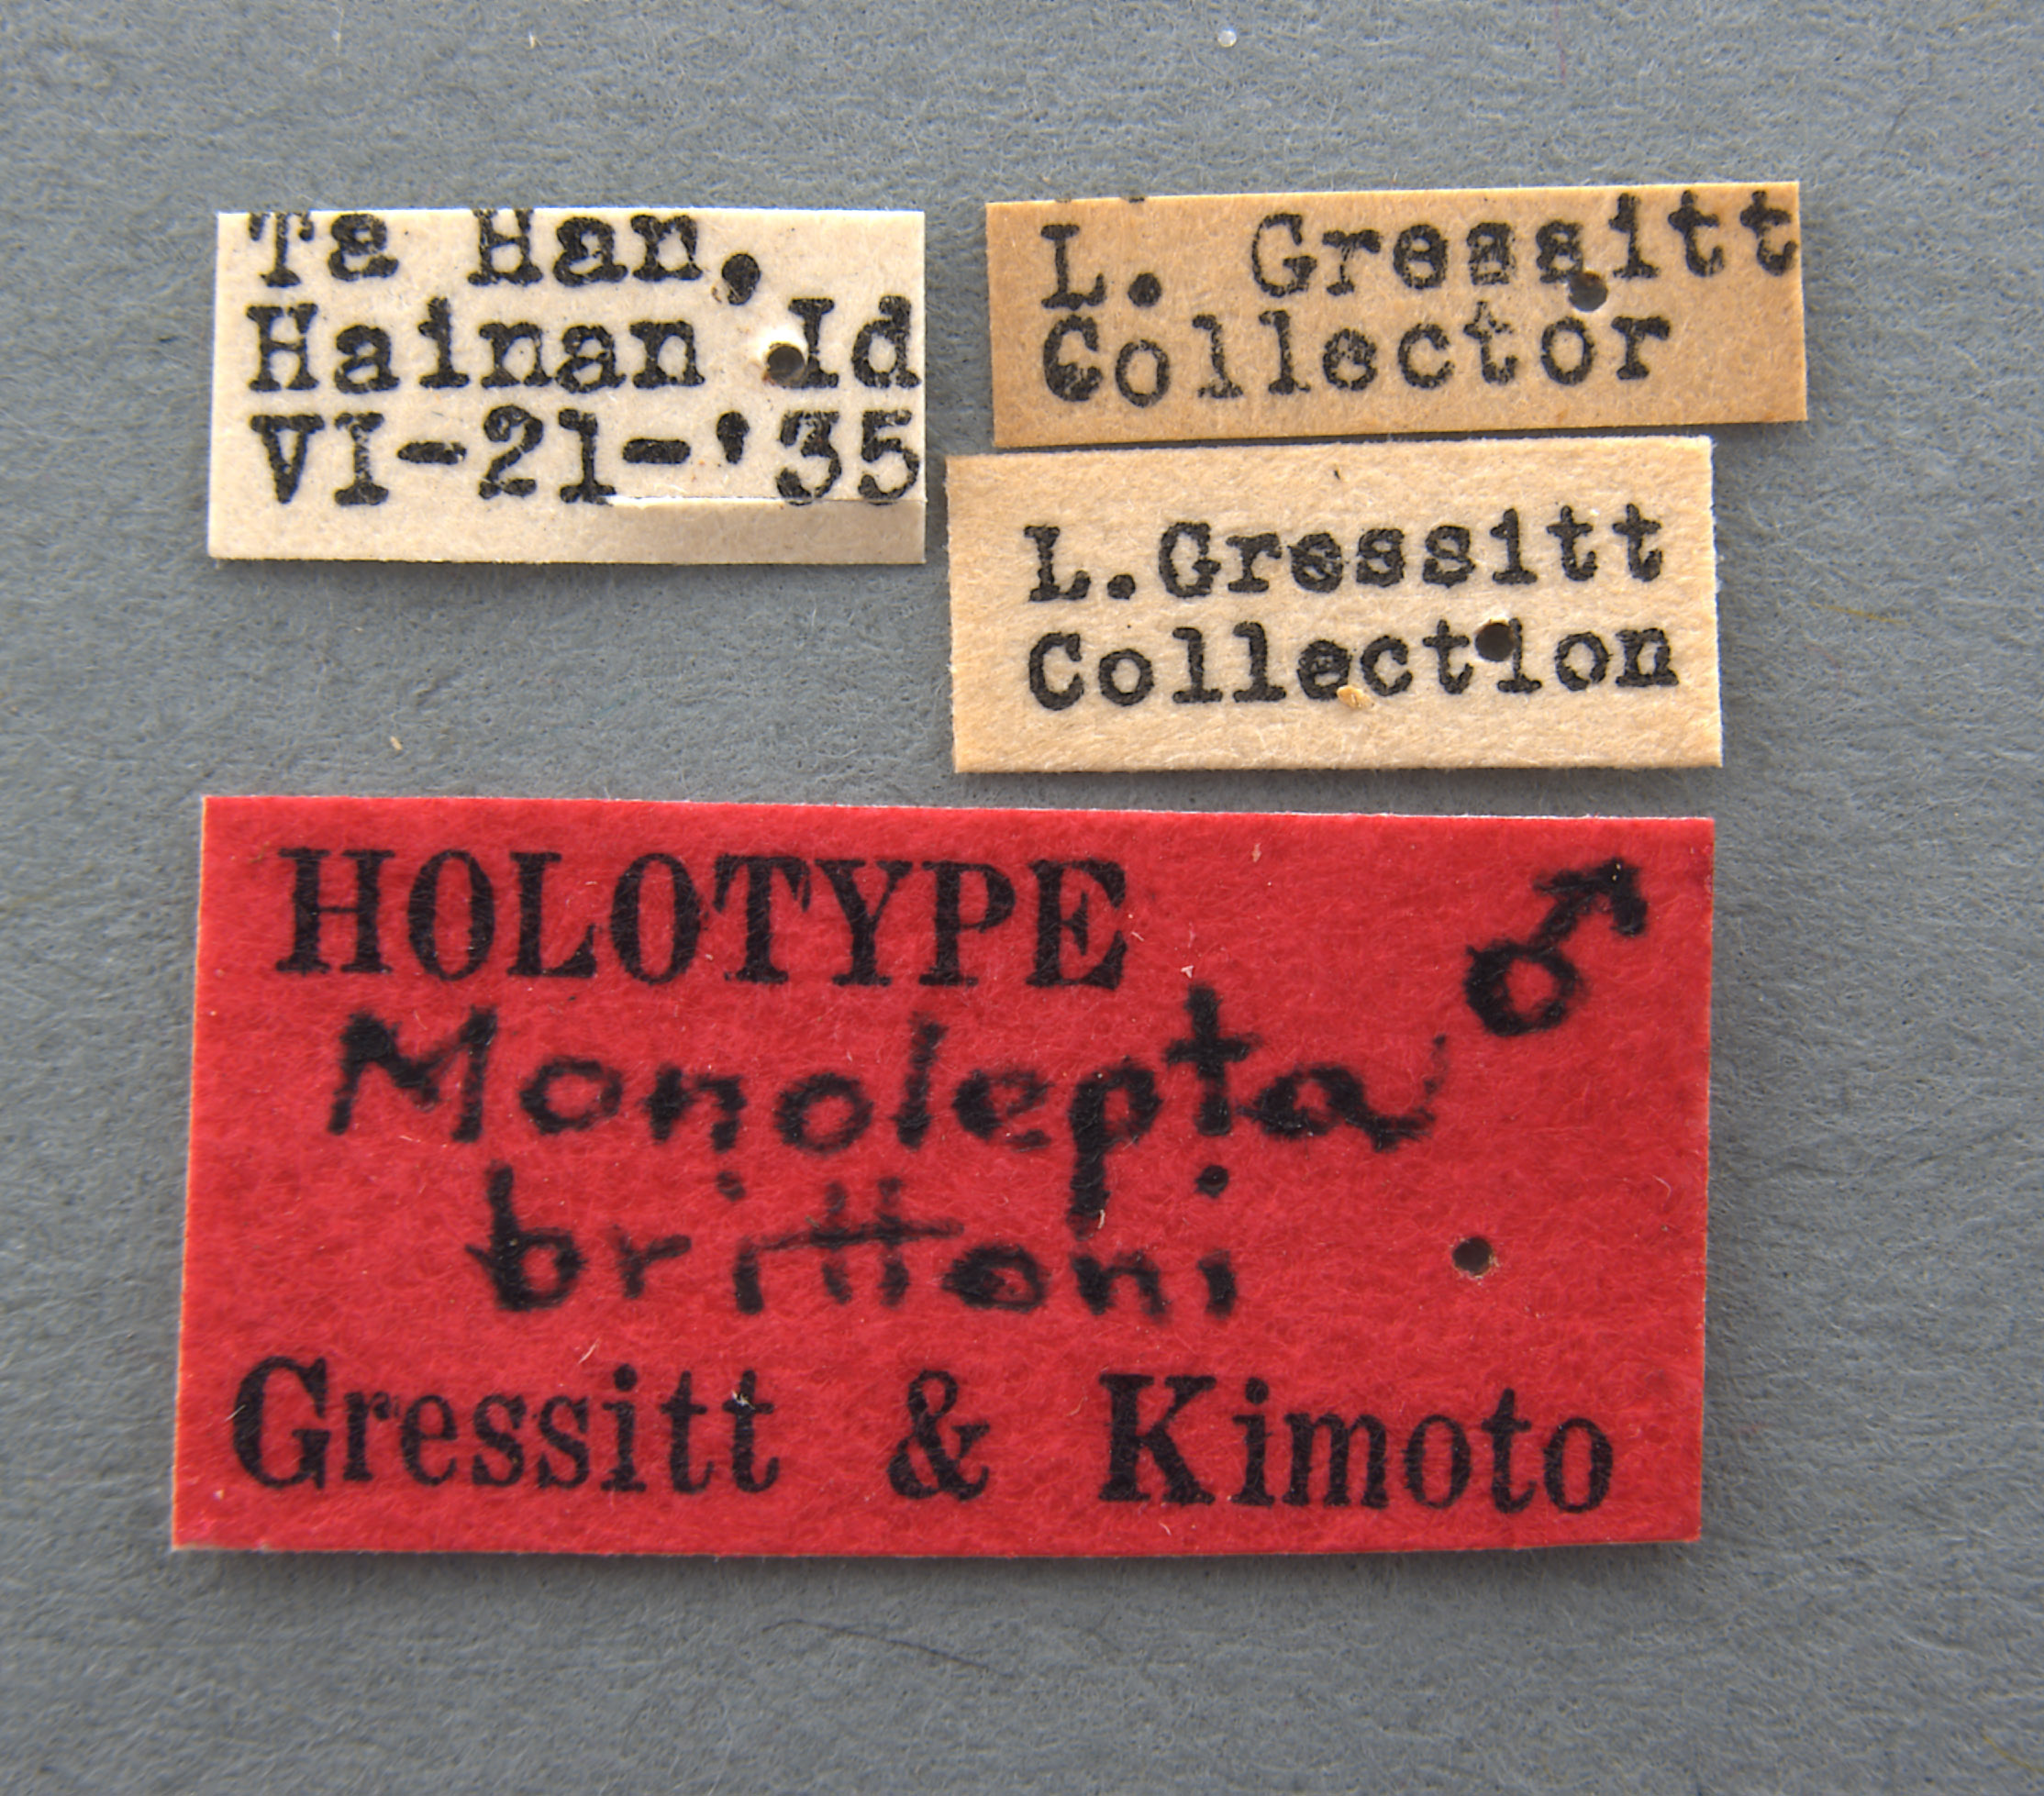 Ta Han,
Hainan Id
VI-21-'35
L. Gressitt
Collector
L.Gressitt
Collection
HOLOTYPE ♂
Monolepta
brittoni
Gressitt & Kimoto